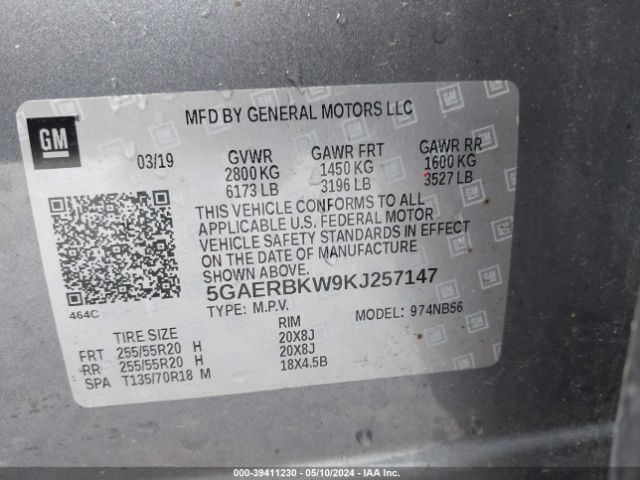 GM
MFD BY GENERAL MOTORS LLC
03/19 GVWR GAWR FRT GAWR RR
2800 KG 1450 KG 1600 KG
6173 LB 3196 LB 3527 LB
THIS VEHICLE CONFORMS TO ALL
APPLICABLE U.S. FEDERAL MOTOR
VEHICLE SAFETY STANDARDS IN EFFECT
ON THE DATE OF MANUFACTURE
SHOWN ABOVE.
464C
5GAERBKW9KJ257147
TYPE: M.P.V. MODEL: 974NB56
TIRE SIZE RIM
FRT 255/55R20 H 20X8J
RR 255/55R20 H 20X8J
SPA T135/70R18 M 18X4.5B
000-39411230 - 05/10/2024 - IAA Inc.